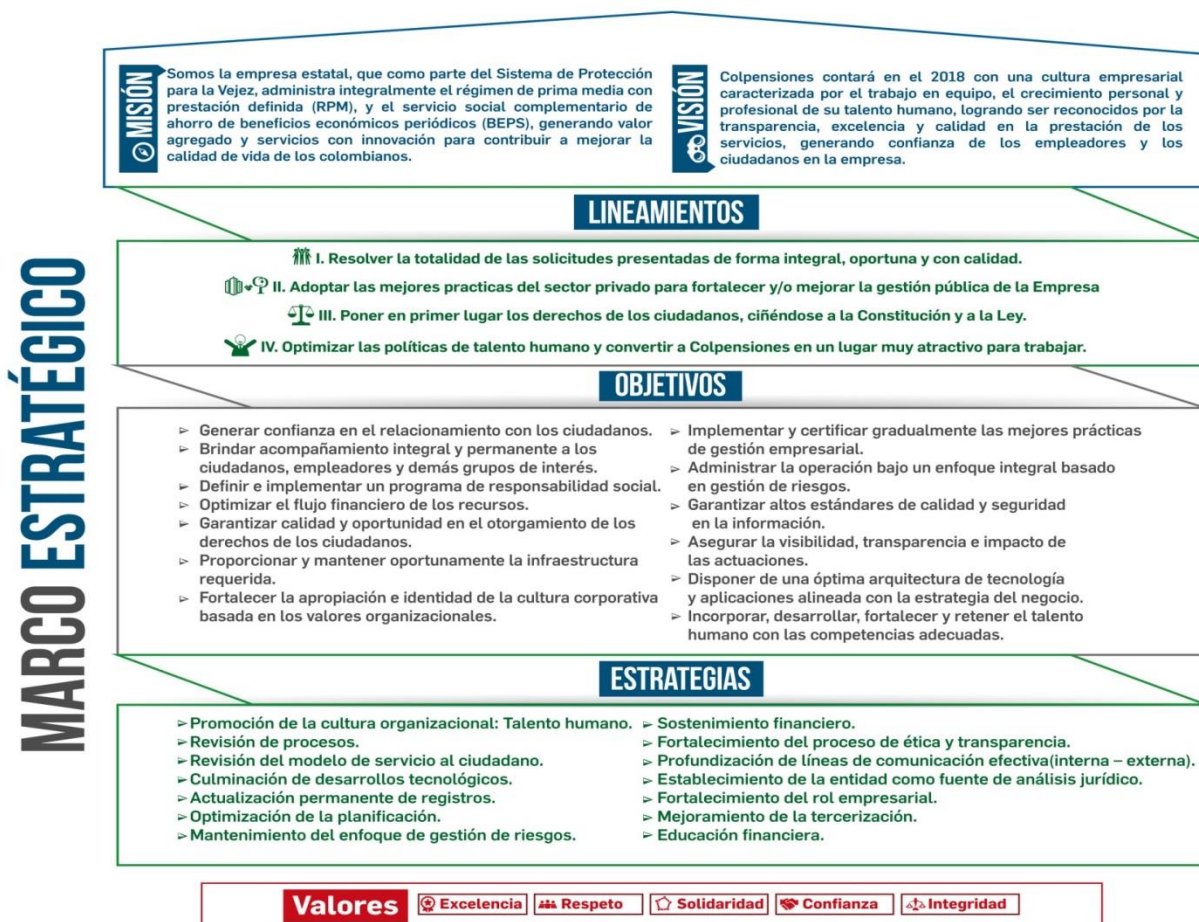 MARCO ESTRATÉGICO
MISIÓN
Somos la empresa estatal, que como parte del Sistema de Protección
para la Vejez, administra integralmente el régimen de prima media con
prestación definida (RPM), y el servicio social complementario de
ahorro de beneficios económicos periódicos (BEPS), generando valor
agregado y servicios con innovación para contribuir a mejorar la
calidad de vida de los colombianos.
VISIÓN
Colpensiones contará en el 2018 con una cultura empresarial
caracterizada por el trabajo en equipo, el crecimiento personal y
profesional de su talento humano, logrando ser reconocidos por la
transparencia, excelencia y calidad en la prestación de los
servicios, generando confianza de los empleadores y los
ciudadanos en la empresa.
LINEAMIENTOS
I. Resolver la totalidad de las solicitudes presentadas de forma integral, oportuna y con calidad.
II. Adoptar las mejores practicas del sector privado para fortalecer y/o mejorar la gestión pública de la Empresa
III. Poner en primer lugar los derechos de los ciudadanos, ciñéndose a la Constitución y a la Ley.
IV. Optimizar las políticas de talento humano y convertir a Colpensiones en un lugar muy atractivo para trabajar.
OBJETIVOS
➢ Generar confianza en el relacionamiento con los ciudadanos.
➢ Brindar acompañamiento integral y permanente a los
ciudadanos, empleadores y demás grupos de interés.
➢ Definir e implementar un programa de responsabilidad social.
➢ Optimizar el flujo financiero de los recursos.
➢ Garantizar calidad y oportunidad en el otorgamiento de los
derechos de los ciudadanos.
➢ Proporcionar y mantener oportunamente la infraestructura
requerida.
➢ Fortalecer la apropiación e identidad de la cultura corporativa
basada en los valores organizacionales.
➢ Implementar y certificar gradualmente las mejores prácticas
de gestión empresarial.
➢ Administrar la operación bajo un enfoque integral basado
en gestión de riesgos.
➢ Garantizar altos estándares de calidad y seguridad
en la información.
➢ Asegurar la visibilidad, transparencia e impacto de
las actuaciones.
➢ Disponer de una óptima arquitectura de tecnología
y aplicaciones alineada con la estrategia del negocio.
➢ Incorporar, desarrollar, fortalecer y retener el talento
humano con las competencias adecuadas.
ESTRATEGIAS
➢ Promoción de la cultura organizacional: Talento humano.
➢ Revisión de procesos.
➢ Revisión del modelo de servicio al ciudadano.
➢ Culminación de desarrollos tecnológicos.
➢ Actualización permanente de registros.
➢ Optimización de la planificación.
➢ Mantenimiento del enfoque de gestión de riesgos.
➢ Sostenimiento financiero.
➢ Fortalecimiento del proceso de ética y transparencia.
➢ Profundización de líneas de comunicación efectiva(interna – externa).
➢ Establecimiento de la entidad como fuente de análisis jurídico.
➢ Fortalecimiento del rol empresarial.
➢ Mejoramiento de la tercerización.
➢ Educación financiera.
Valores Excelencia Respeto Solidaridad Confianza Integridad